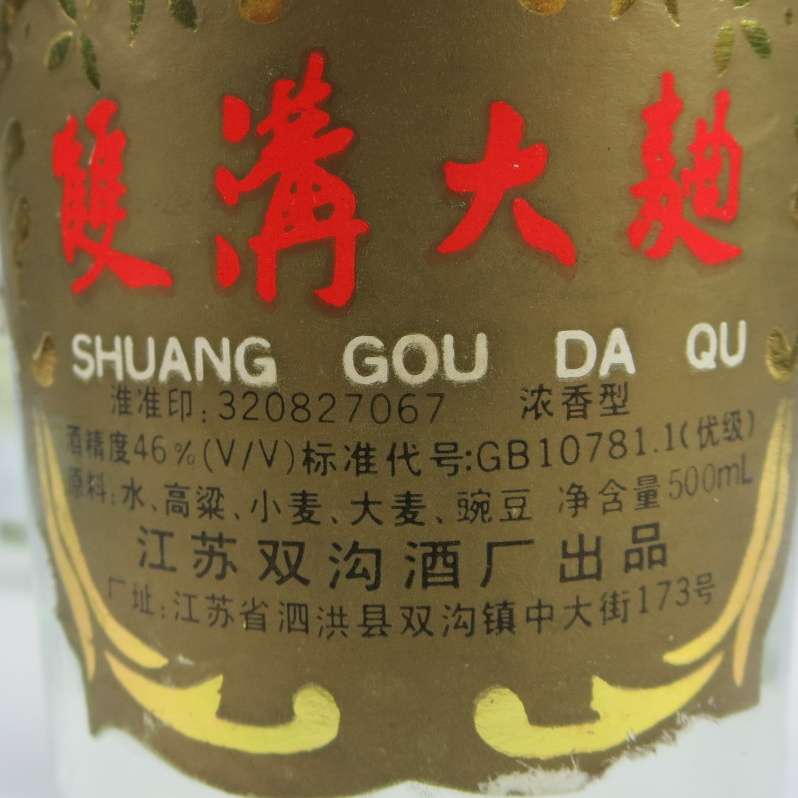 雙溝大麯
SHUANG GOU DA QU
淮准印:320827067 浓香型
酒精度46%(V/V)标准代号:GB10781.1(优级)
原料:水、高粱、小麦、大麦、豌豆 净含量500mL
江苏双沟酒厂出品
厂址:江苏省泗洪县双沟镇中大街173号